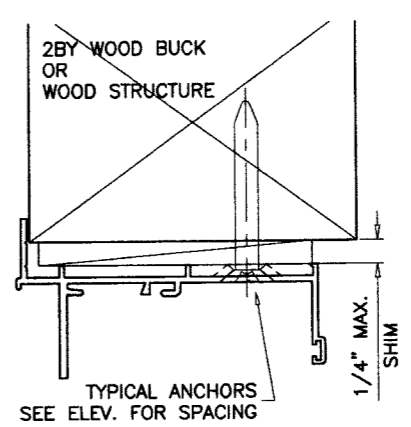 2BY WOOD BUCK
OR
WOOD STRUCTURE
1/4" MAX.
SHIM
TYPICAL ANCHORS
SEE ELEV. FOR SPACING